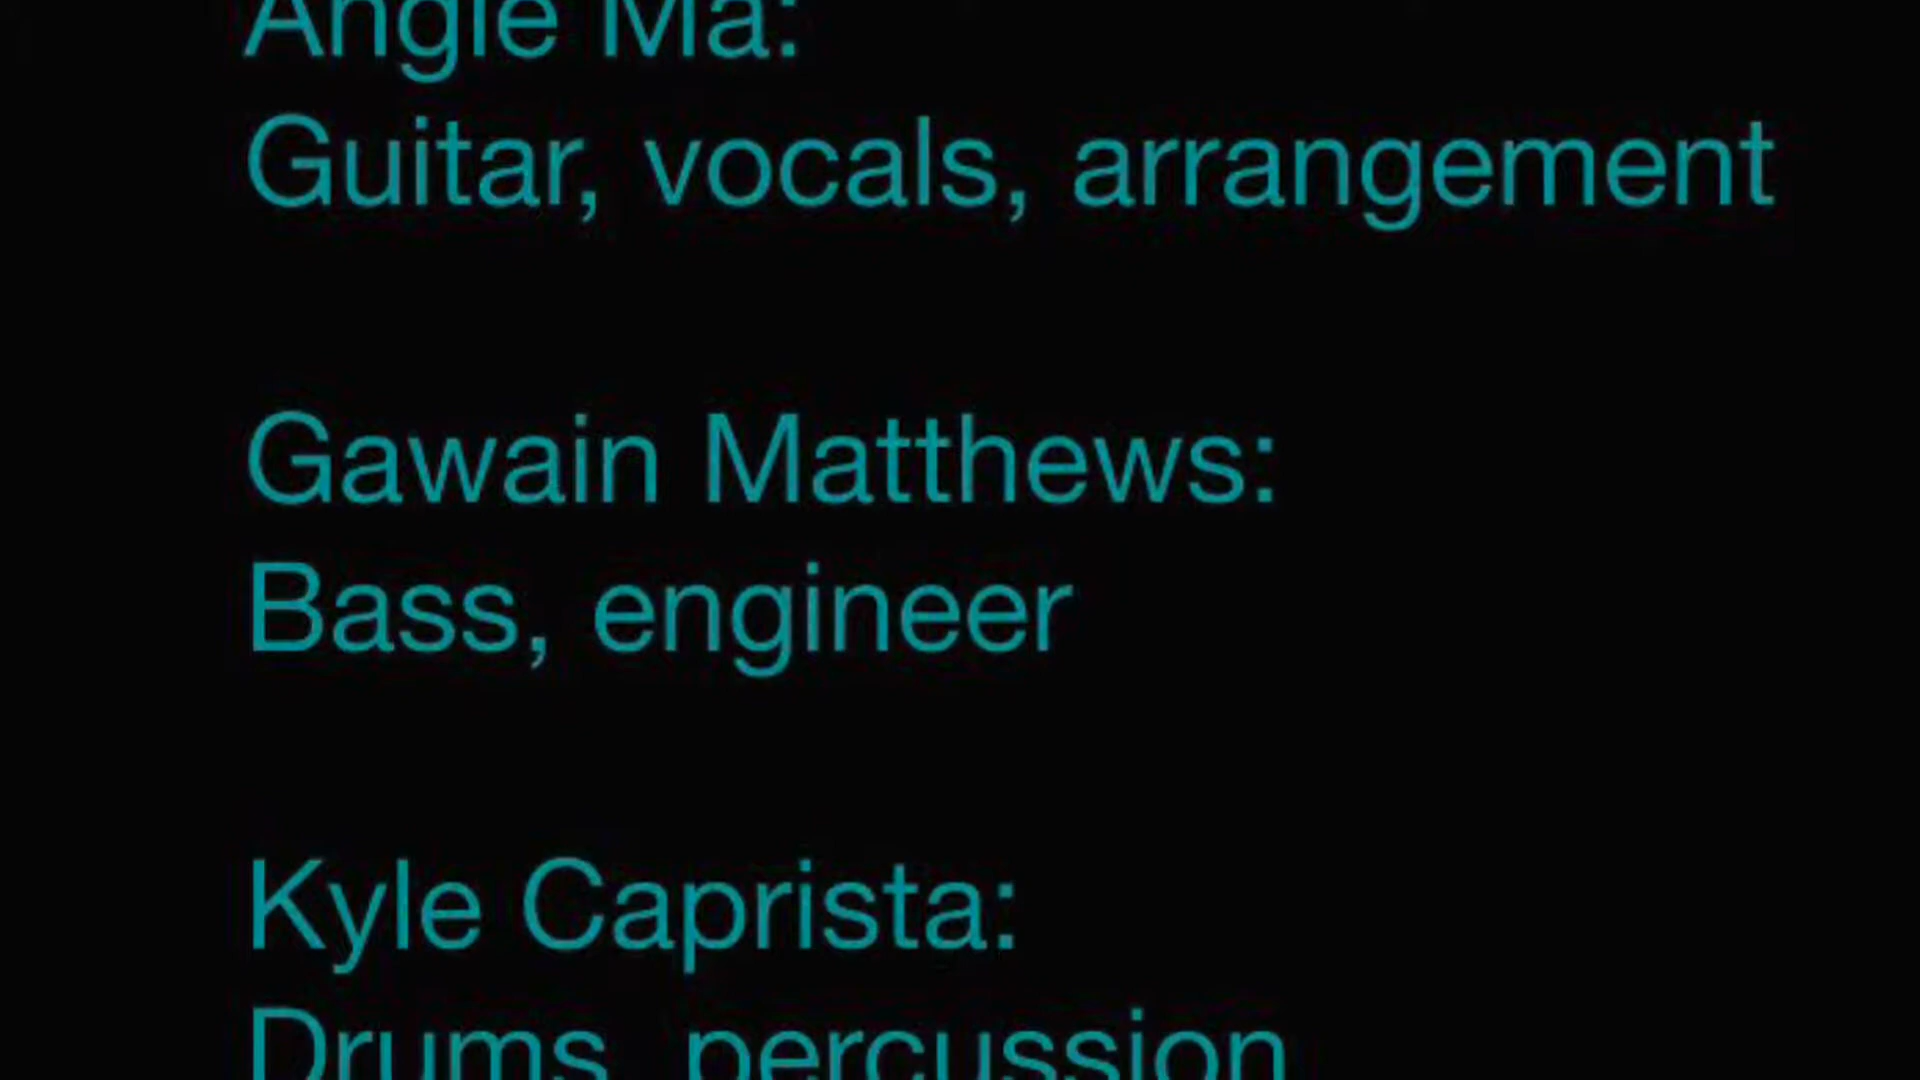 Angie Ma:
Guitar, vocals, arrangement
Gawain Matthews:
Bass, engineer
Kyle Caprista:
Drums, percussion